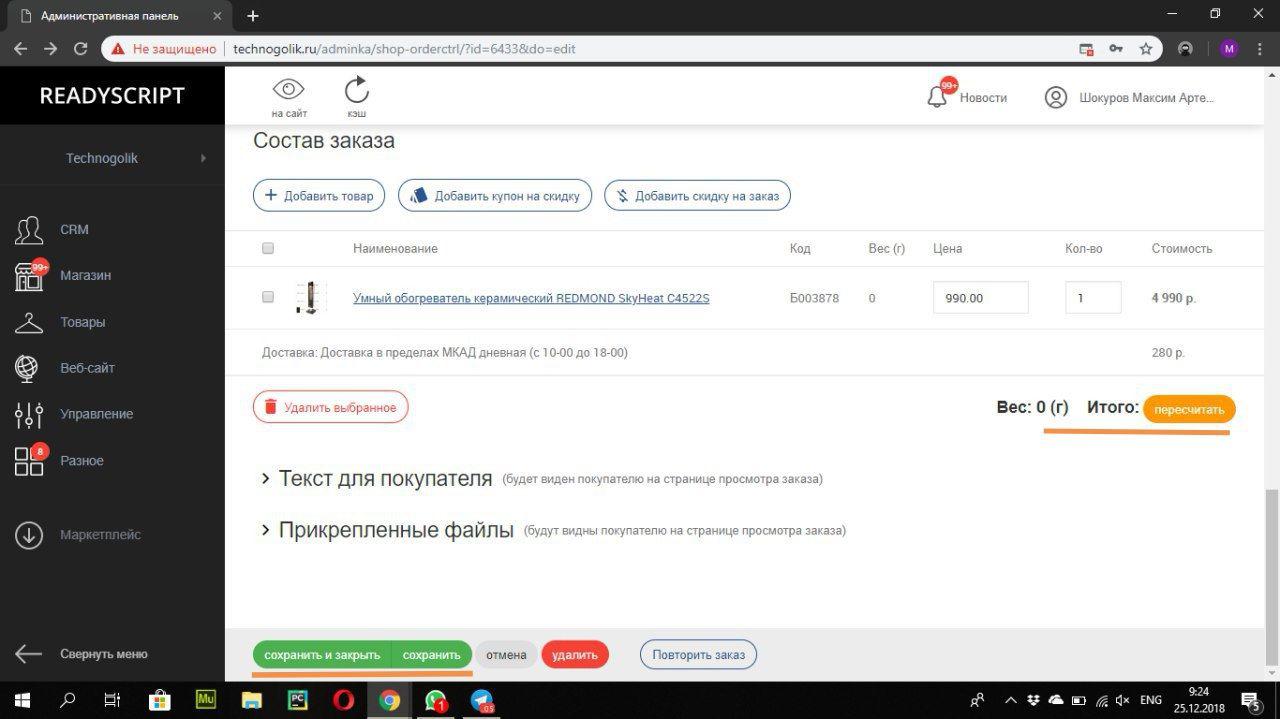 Административная панель
Не защищено technogolik.ru/adminka/shop-orderctrl/?id=6433&do=edit
M
READYSCRIPT
на сайт
кэш
99+
Новости
Шокуров Максим Арте...
Technogolik
CRM
99+
Магазин
Товары
Веб-сайт
Управление
8
Разное
Маркетплейс
Свернуть меню
Состав заказа
Добавить товар
Добавить купон на скидку
Добавить скидку на заказ
Наименование Код Вес (г) Цена Кол-во Стоимость
Умный обогреватель керамический REDMOND SkyHeat C4522S Б003878 0 990.00 1 4 990 р.
Доставка: Доставка в пределах МКАД дневная (с 10-00 до 18-00) 280 р.
Удалить выбранное
Вес: 0 (г) Итого: пересчитать
Текст для покупателя (будет виден покупателю на странице просмотра заказа)
Прикрепленные файлы (будут видны покупателю на странице просмотра заказа)
сохранить и закрыть сохранить отмена удалить Повторить заказ
Mu
PC
1
ENG
9:24
25.12.2018
5